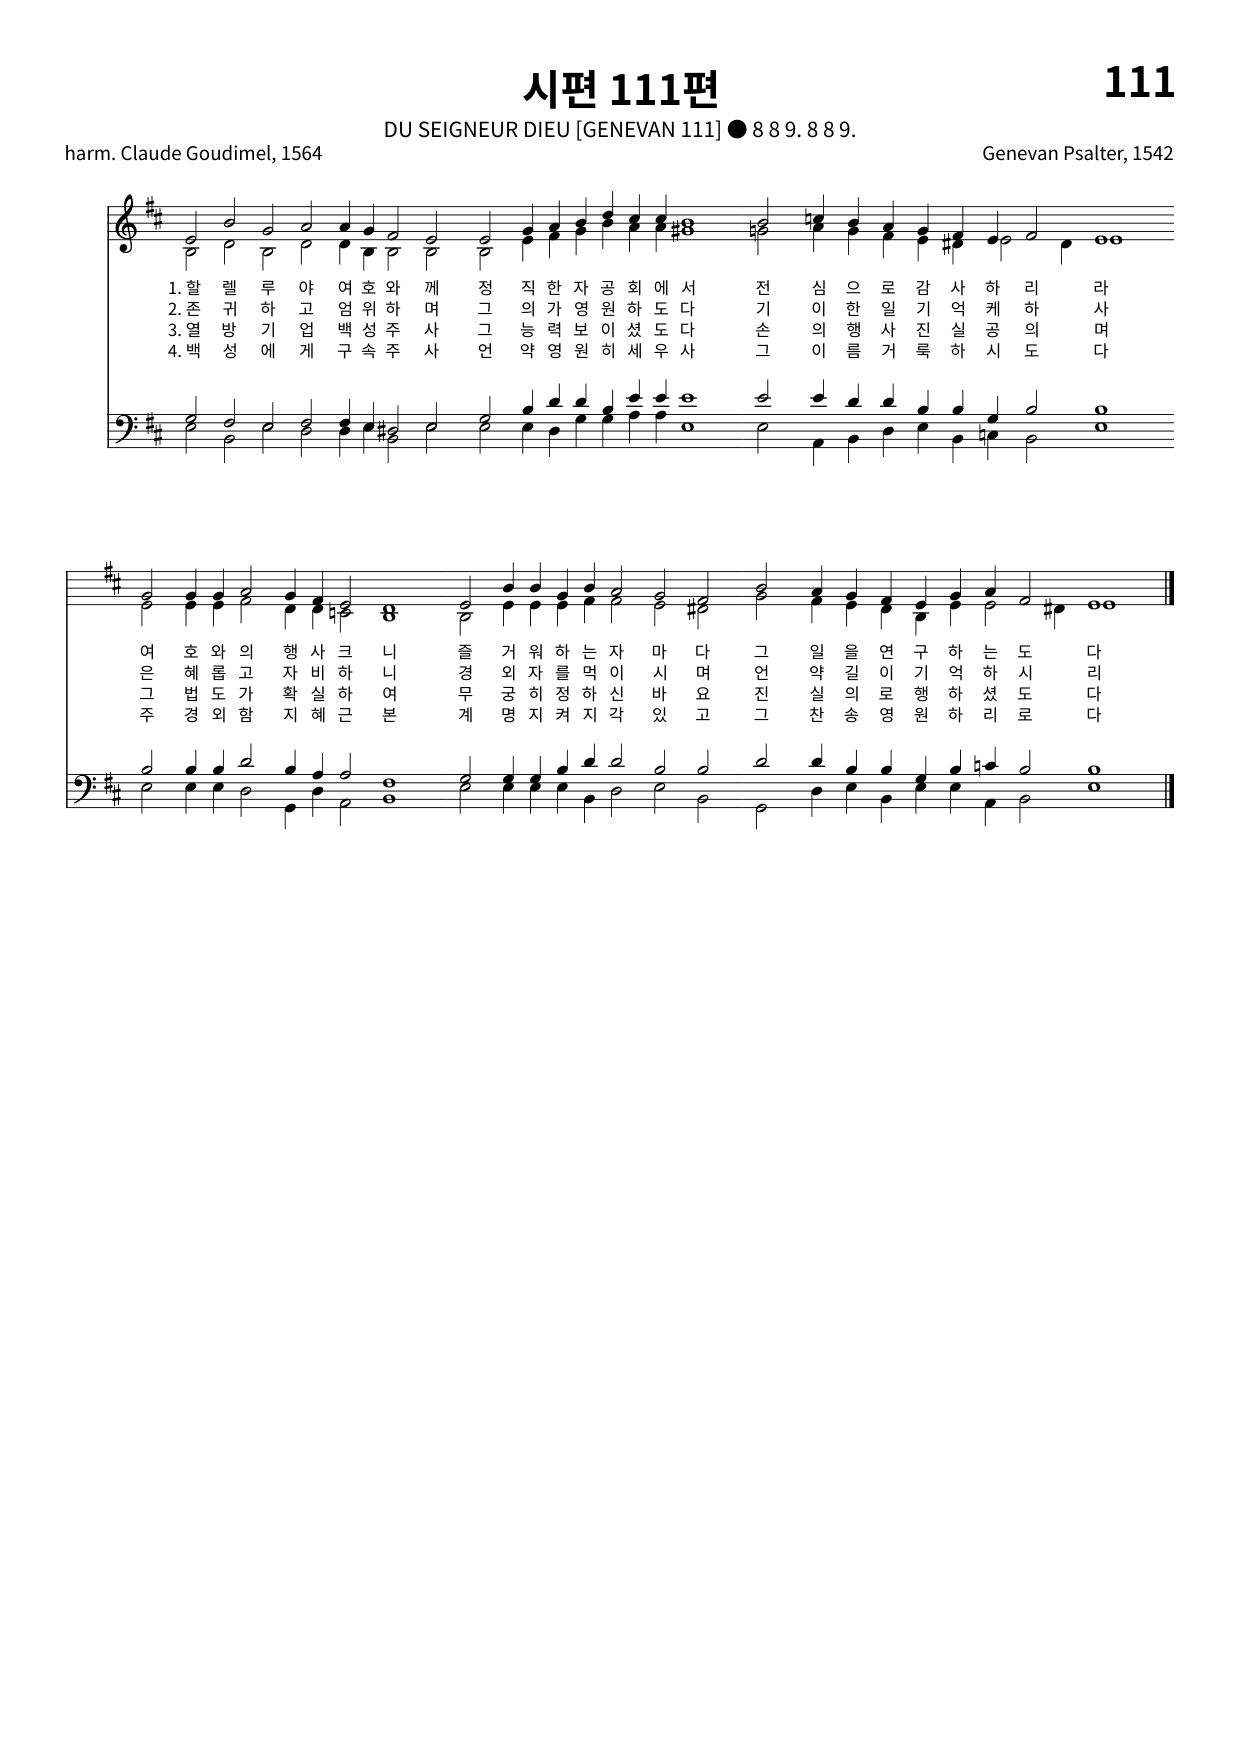 시편 111편
111
DU SEIGNEUR DIEU [GENEVAN 111] ● 8 8 9. 8 8 9.
harm. Claude Goudimel, 1564
Genevan Psalter, 1542
1. 할 렐 루 야 여 호 와 께 정 직 한 자 공 회 에 서 전 심 으 로 감 사 하 리 라
2. 존 귀 하 고 엄 위 하 며 그 의 가 영 원 하 도 다 기 이 한 일 기 억 케 하 사
3. 열 방 기 업 백 성 주 사 그 능 력 보 이 셨 도 다 손 의 행 사 진 실 공 의 며
4. 백 성 에 게 구 속 주 사 언 약 영 원 히 세 우 사 그 이 름 거 룩 하 시 도 다
여 호 와 의 행 사 크 니 즐 거 워 하 는 자 마 다 그 일 을 연 구 하 는 도 다
은 혜 롭 고 자 비 하 니 경 외 자 를 먹 이 시 며 언 약 길 이 기 억 하 시 리
그 법 도 가 확 실 하 여 무 궁 히 정 하 신 바 요 진 실 의 로 행 하 셨 도 다
주 경 외 함 지 혜 근 본 계 명 지 켜 지 각 있 고 그 찬 송 영 원 하 리 로 다